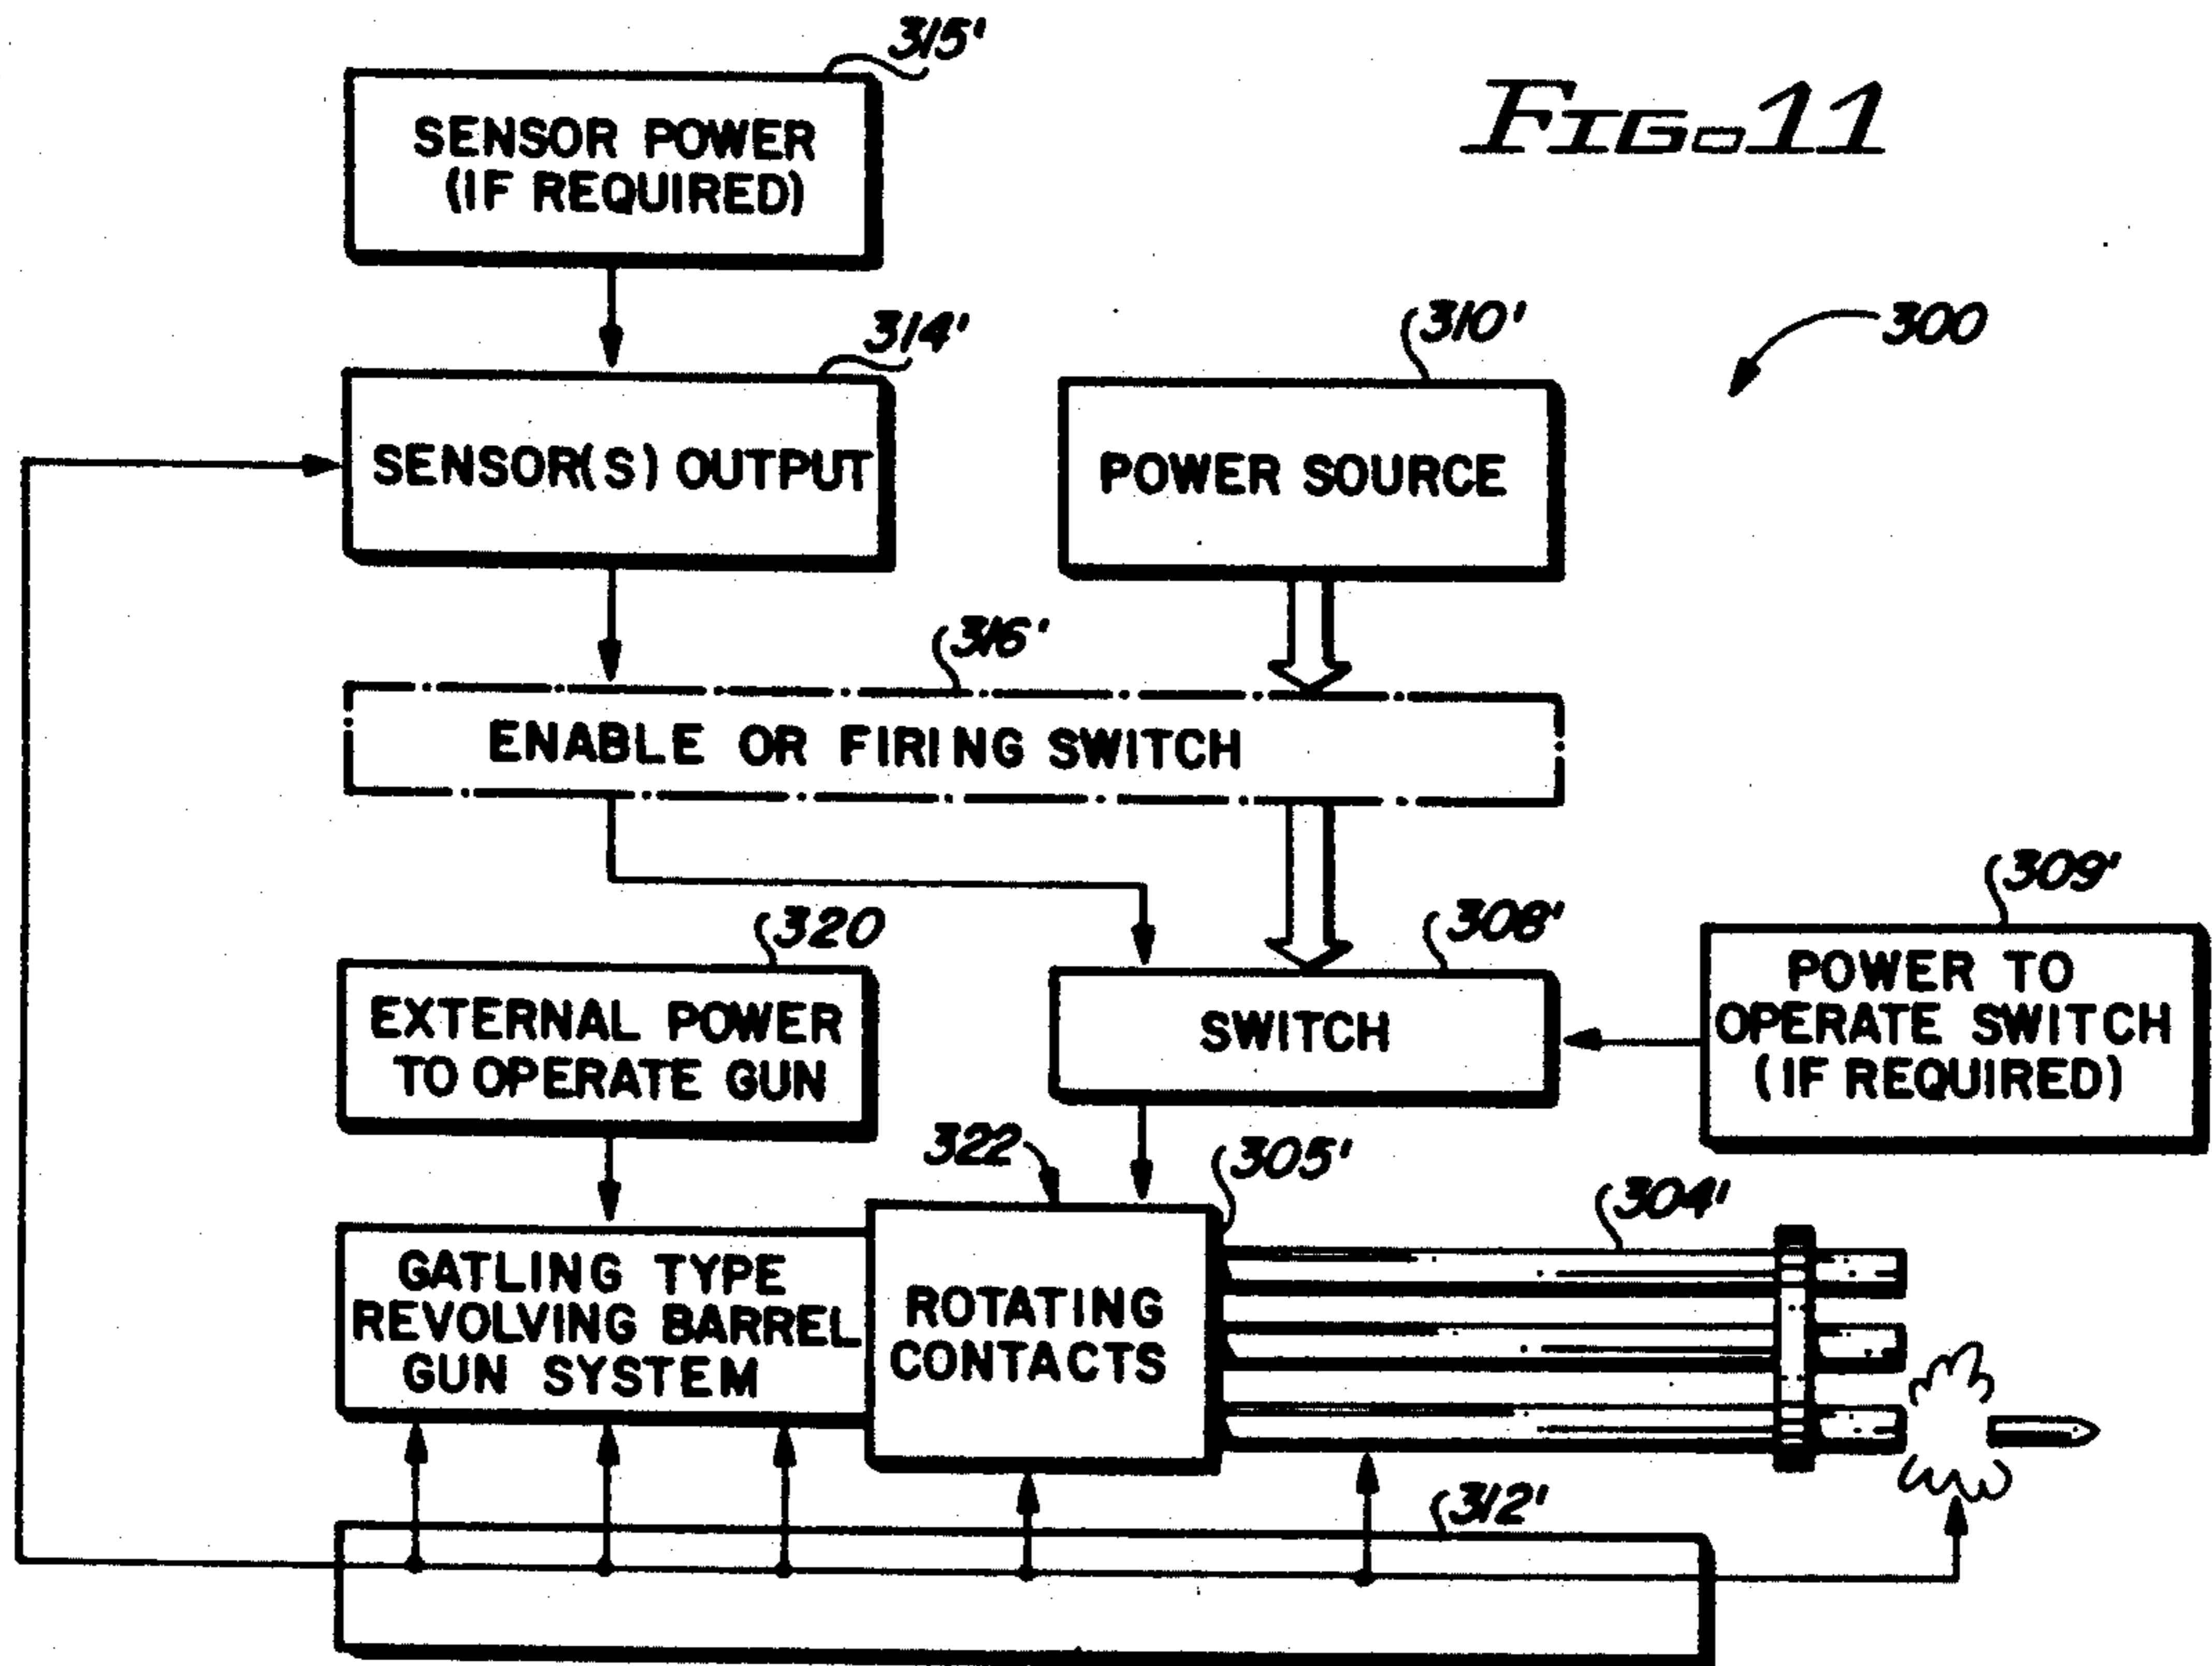 FIG. 11
315'
SENSOR POWER
(IF REQUIRED)
314'
310'
300
SENSOR(S) OUTPUT
POWER SOURCE
316'
ENABLE OR FIRING SWITCH
309'
320
308'
EXTERNAL POWER
TO OPERATE GUN
SWITCH
POWER TO
OPERATE SWITCH
(IF REQUIRED)
322
305'
304'
GATLING TYPE
REVOLVING BARREL
GUN SYSTEM
ROTATING
CONTACTS
312'